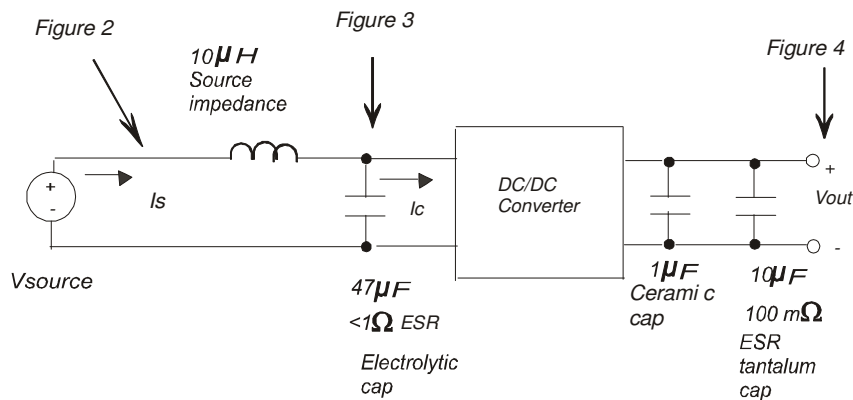 Figure 2
Figure 3
Figure 4
10μH
Source
impedance
+
-
Is
Ic
DC/DC
Converter
+
Vout
-
Vsource
47μF
<1Ω ESR
Electrolytic
cap
1μF
Cerami c
cap
10μF
100 mΩ
ESR
tantalum
cap